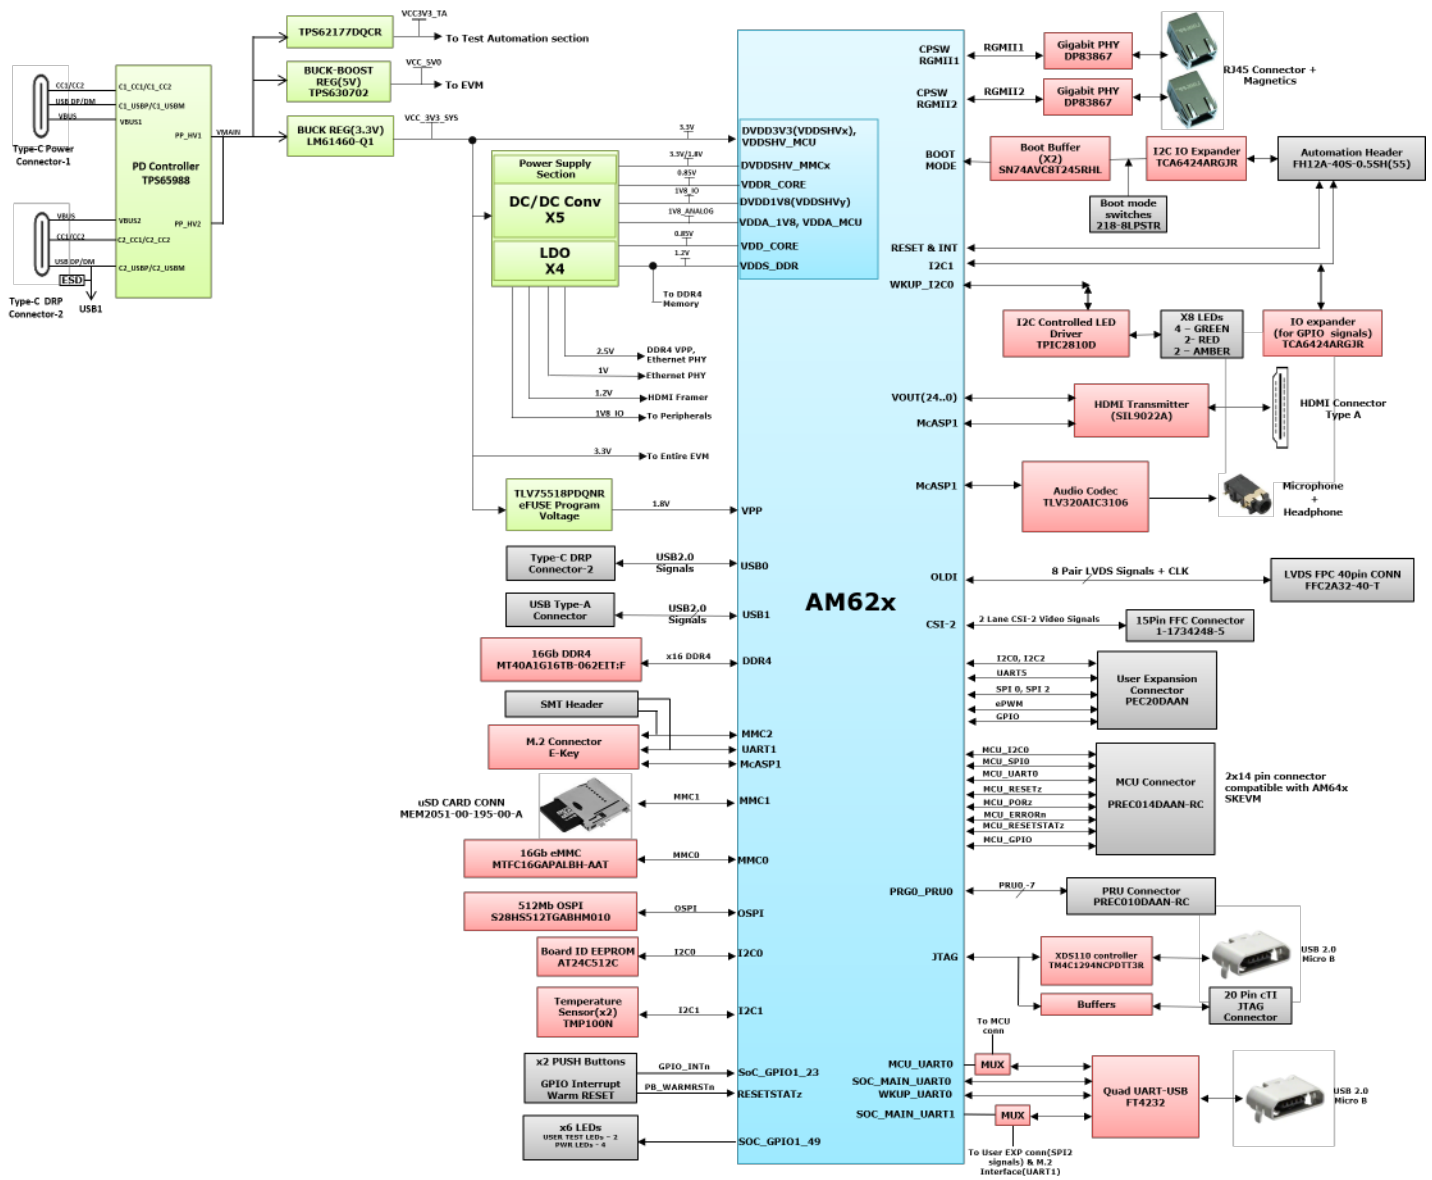 VCC3V3_TA
TPS62177DQCR
To Test Automation section
BUCK-BOOST
REG(5V)
TPS630702
VCC_5V0
To EVM
BUCK REG(3.3V)
LM61460-Q1
VCC_3V3_SYS
CC1/CC2
USB DP/DM
VBUS
Type-C Power
Connector-1
C1_CC1/C1_CC2
C1_USBP/C1_USBM
VBUS1
PP_HV1
VMAIN
PD Controller
TPS65988
VBUS2
PP_HV2
C2_CC1/C2_CC2
C2_USBP/C2_USBM
VBUS
CC1/CC2
USB DP/DM
ESD
USB1
Type-C DRP
Connector-2
Power Supply
Section
DC/DC Conv
X5
LDO
X4
3.3V
3.3V/1.8V
0.85V
1V8_IO
1V8_ANALOG
0.85V
1.2V
To DDR4
Memory
DVDD3V3(VDDSHVx),
VDDSHV_MCU
DVDDSHV_MMCx
VDDR_CORE
DVDD1V8(VDDSHVy)
VDDA_1V8, VDDA_MCU
VDD_CORE
VDDS_DDR
2.5V
DDR4 VPP,
Ethernet PHY
1V
Ethernet PHY
1.2V
HDMI Framer
1V8_IO
To Peripherals
3.3V
To Entire EVM
TLV75518PDQNR
eFUSE Program
Voltage
1.8V
VPP
Type-C DRP
Connector-2
USB2.0
Signals
USB0
USB Type-A
Connector
USB2.0
Signals
USB1
16Gb DDR4
MT40A1G16TB-062EIT:F
x16 DDR4
DDR4
SMT Header
M.2 Connector
E-Key
MMC2
UART1
McASP1
uSD CARD CONN
MEM2051-00-195-00-A
MMC1
MMC1
16Gb eMMC
MTFC16GAPALBH-AAT
MMC0
MMC0
512Mb OSPI
S28HS512TGABHM010
OSPI
OSPI
Board ID EEPROM
AT24C512C
I2C0
I2C0
Temperature
Sensor(x2)
TMP100N
I2C1
I2C1
x2 PUSH Buttons
GPIO Interrupt
Warm RESET
GPIO_INTn
PB_WARMRSTn
SoC_GPIO1_23
RESETSTATz
x6 LEDs
USER TEST LEDs - 2
PWR LEDs - 4
SOC_GPIO1_49
AM62x
CPSW
RGMII1
RGMII1
Gigabit PHY
DP83867
CPSW
RGMII2
RGMII2
Gigabit PHY
DP83867
RJ45 Connector +
Magnetics
BOOT
MODE
Boot Buffer
(X2)
SN74AVC8T245RHL
I2C IO Expander
TCA6424ARGJR
Automation Header
FH12A-40S-0.5SH(55)
Boot mode
switches
218-8LPSTR
RESET & INT
I2C1
WKUP_I2C0
I2C Controlled LED
Driver
TPIC2810D
X8 LEDs
4 – GREEN
2- RED
2 – AMBER
IO expander
(for GPIO signals)
TCA6424ARGJR
VOUT(24..0)
McASP1
HDMI Transmitter
(SIL9022A)
HDMI Connector
Type A
McASP1
Audio Codec
TLV320AIC3106
Microphone
+
Headphone
OLDI
8 Pair LVDS Signals + CLK
LVDS FPC 40pin CONN
FFC2A32-40-T
CSI-2
2 Lane CSI-2 Video Signals
15Pin FFC Connector
1-1734248-5
I2C0, I2C2
UART5
SPI 0, SPI 2
ePWM
GPIO
User Expansion
Connector
PEC20DAAN
MCU_I2C0
MCU_SPI0
MCU_UART0
MCU_RESETz
MCU_PORz
MCU_ERRORn
MCU_RESETSTATz
MCU_GPIO
MCU Connector
PREC014DAAN-RC
2x14 pin connector
compatible with AM64x
SKEVM
PRG0_PRU0
PRU0_-7
PRU Connector
PREC010DAAN-RC
JTAG
XDS110 controller
TM4C1294NCPDTT3R
USB 2.0
Micro B
Buffers
20 Pin cTI
JTAG
Connector
To MCU
conn
MCU_UART0
MUX
SOC_MAIN_UART0
WKUP_UART0
SOC_MAIN_UART1
MUX
Quad UART-USB
FT4232
USB 2.0
Micro B
To User EXP conn(SPI2
signals) & M.2
Interface(UART1)